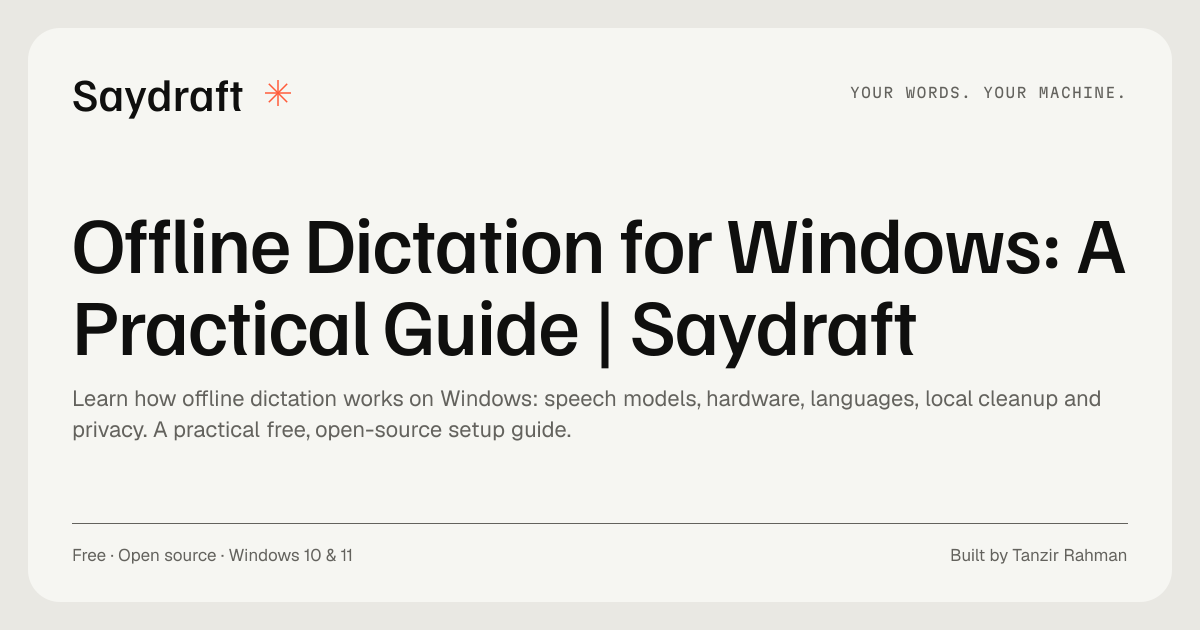 Saydraft
YOUR WORDS. YOUR MACHINE.
Offline Dictation for Windows: A
Practical Guide | Saydraft
Learn how offline dictation works on Windows: speech models, hardware, languages, local cleanup and
privacy. A practical free, open-source setup guide.
Free · Open source · Windows 10 & 11
Built by Tanzir Rahman